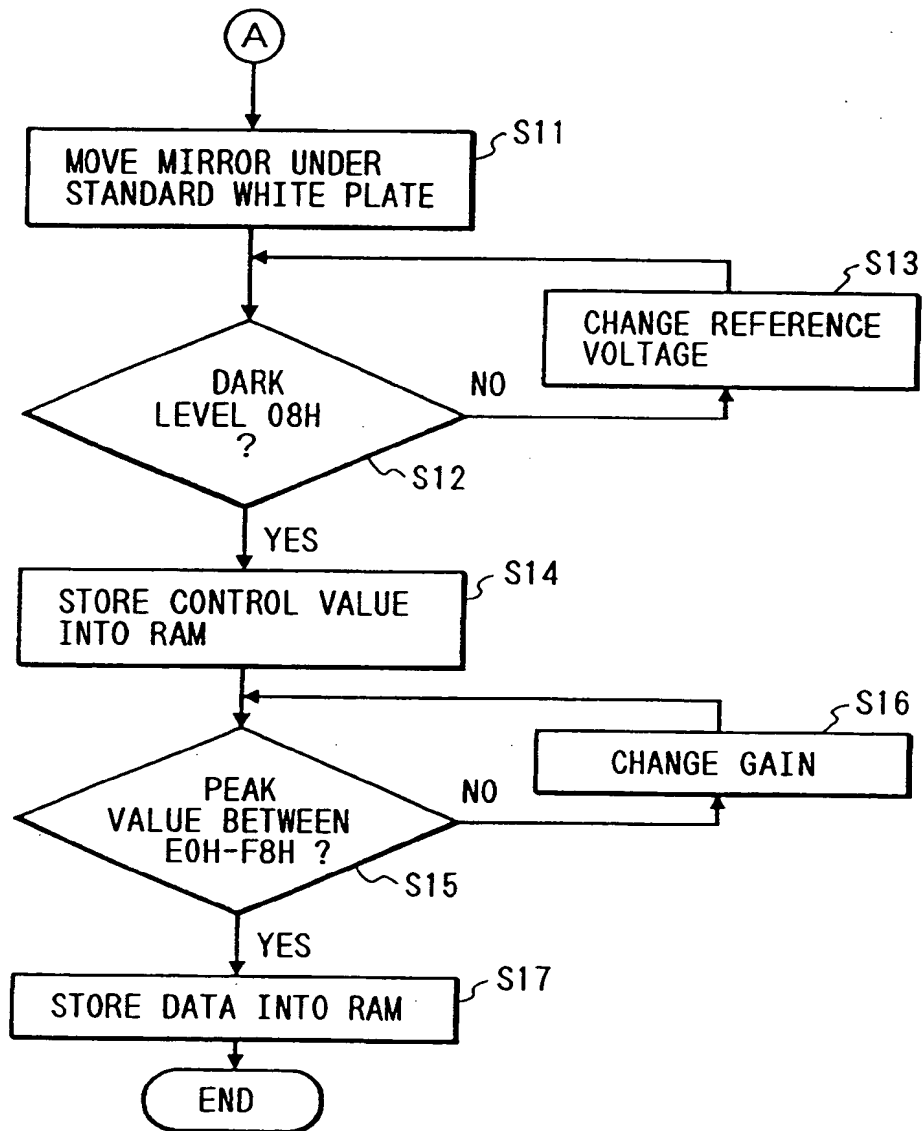 A
S11
MOVE MIRROR UNDER
STANDARD WHITE PLATE
S13
CHANGE REFERENCE
VOLTAGE
DARK
LEVEL 08H
?
NO
S12
YES
S14
STORE CONTROL VALUE
INTO RAM
S16
CHANGE GAIN
PEAK
VALUE BETWEEN
E0H-F8H ?
NO
S15
YES
S17
STORE DATA INTO RAM
END